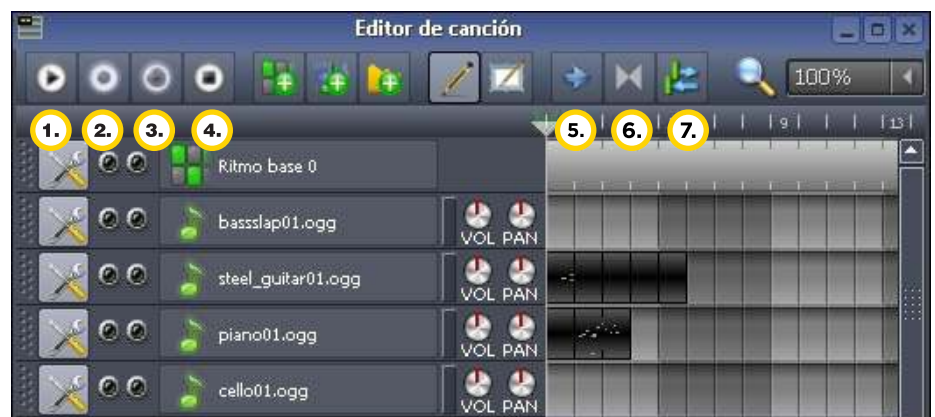 Editor de canción
100%
1. 2. 3. 4. 5. 6. 7.
9 13
Ritmo base 0
bassslap01.ogg
VOL PAN
steel_guitar01.ogg
VOL PAN
piano01.ogg
VOL PAN
cello01.ogg
VOL PAN